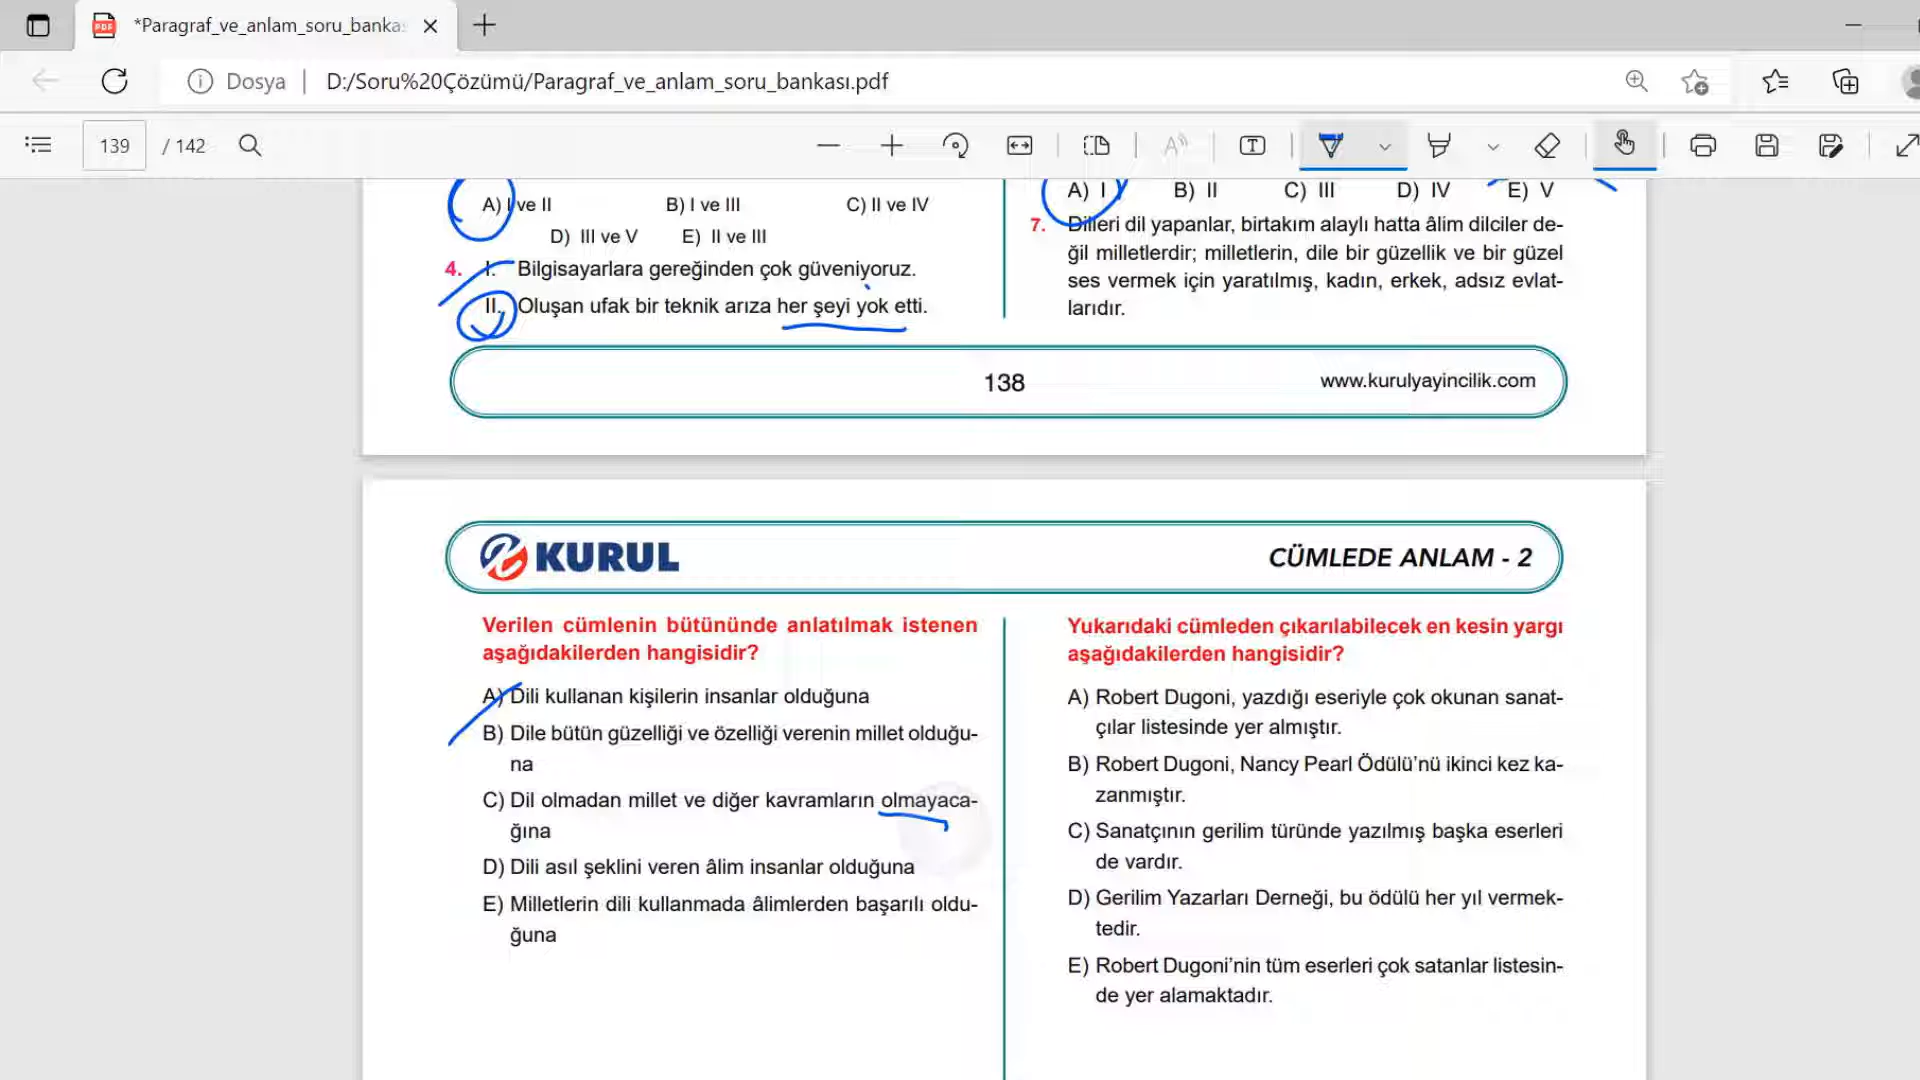 *Paragraf_ve_anlam_soru_banka
Dosya
D:/Soru%20Çözümü/Paragraf_ve_anlam_soru_bankası.pdf
139 / 142
A) I ve II B) I ve III C) II ve IV
D) III ve V E) II ve III
4. I. Bilgisayarlara gereğinden çok güveniyoruz.
II. Oluşan ufak bir teknik arıza her şeyi yok etti.
A) I B) II C) III D) IV E) V
7. Dilleri dil yapanlar, birtakım alaylı hatta âlim dilciler de-
ğil milletlerdir; milletlerin, dile bir güzellik ve bir güzel
ses vermek için yaratılmış, kadın, erkek, adsız evlat-
larıdır.
138
www.kurulyayincilik.com
KURUL
CÜMLEDE ANLAM - 2
Verilen cümlenin bütününde anlatılmak istenen
aşağıdakilerden hangisidir?
A) Dili kullanan kişilerin insanlar olduğuna
B) Dile bütün güzelliği ve özelliği verenin millet olduğu-
na
C) Dil olmadan millet ve diğer kavramların olmayaca-
ğına
D) Dili asıl şeklini veren âlim insanlar olduğuna
E) Milletlerin dili kullanmada âlimlerden başarılı oldu-
ğuna
Yukarıdaki cümleden çıkarılabilecek en kesin yargı
aşağıdakilerden hangisidir?
A) Robert Dugoni, yazdığı eseriyle çok okunan sanat-
çılar listesinde yer almıştır.
B) Robert Dugoni, Nancy Pearl Ödülü’nü ikinci kez ka-
zanmıştır.
C) Sanatçının gerilim türünde yazılmış başka eserleri
de vardır.
D) Gerilim Yazarları Derneği, bu ödülü her yıl vermek-
tedir.
E) Robert Dugoni’nin tüm eserleri çok satanlar listesin-
de yer alamaktadır.